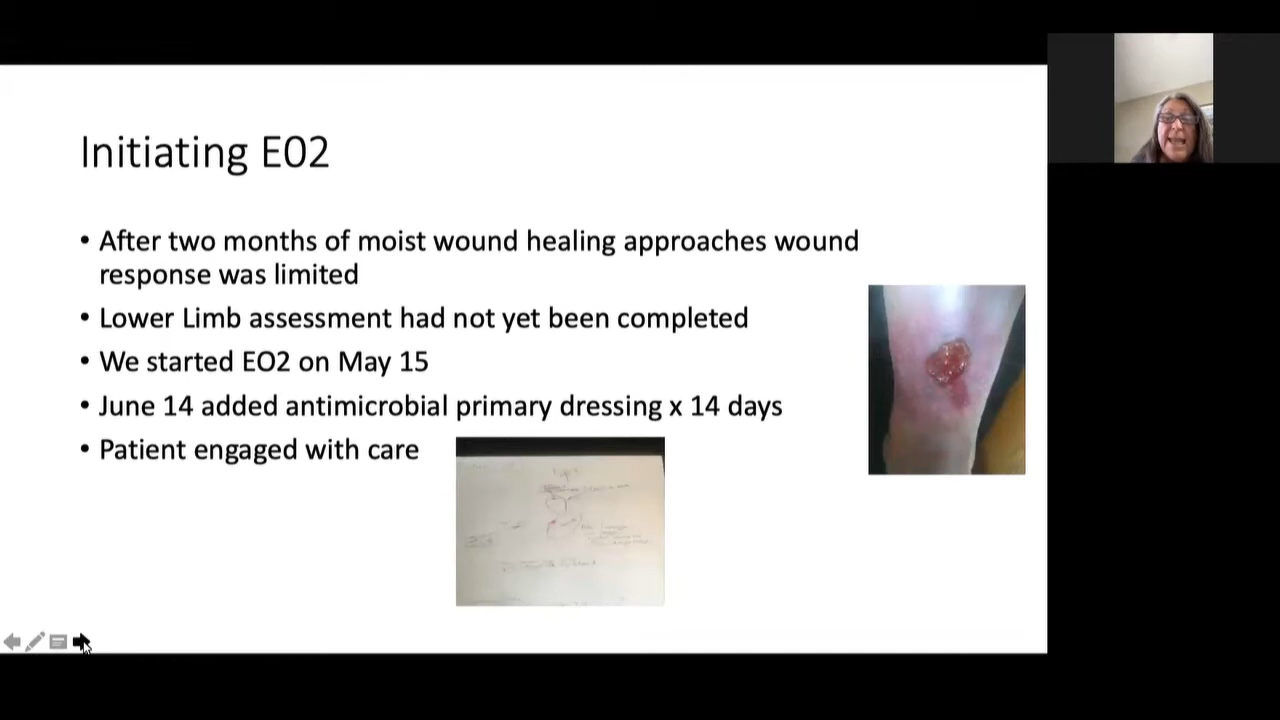 Initiating E02
• After two months of moist wound healing approaches wound
response was limited
• Lower Limb assessment had not yet been completed
• We started EO2 on May 15
• June 14 added antimicrobial primary dressing x 14 days
• Patient engaged with care